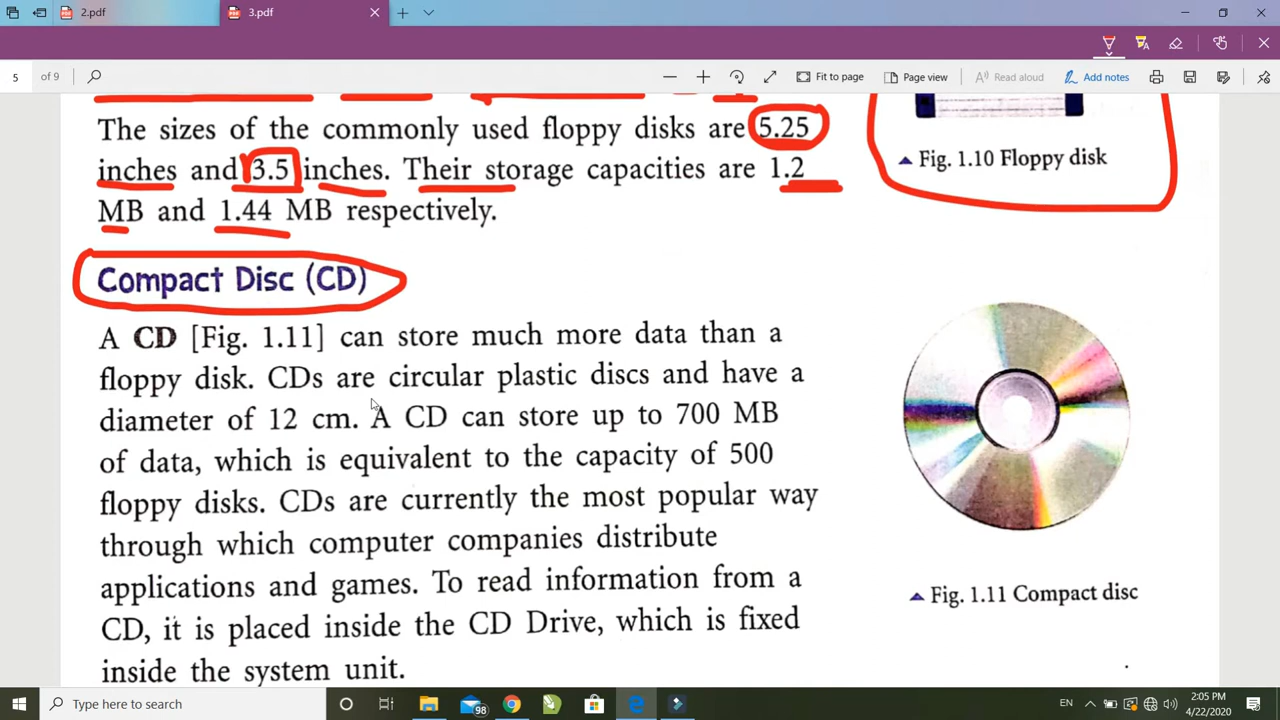 2.pdf
3.pdf
5 of 9
Fit to page
Page view
Read aloud
Add notes
The sizes of the commonly used floppy disks are 5.25
inches and 3.5 inches. Their storage capacities are 1.2
MB and 1.44 MB respectively.
Fig. 1.10 Floppy disk
Compact Disc (CD)
A CD [Fig. 1.11] can store much more data than a
floppy disk. CDs are circular plastic discs and have a
diameter of 12 cm. A CD can store up to 700 MB
of data, which is equivalent to the capacity of 500
floppy disks. CDs are currently the most popular way
through which computer companies distribute
applications and games. To read information from a
CD, it is placed inside the CD Drive, which is fixed
inside the system unit.
Fig. 1.11 Compact disc
Type here to search
98
EN
2:05 PM
4/22/2020